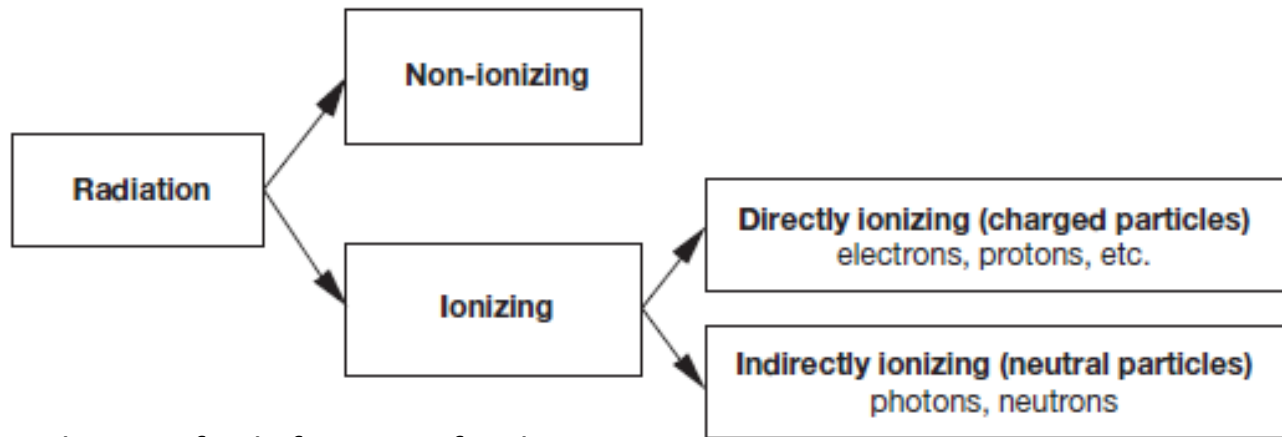 Non-ionizing
Radiation
Directly ionizing (charged particles)
electrons, protons, etc.
Ionizing
Indirectly ionizing (neutral particles)
photons, neutrons